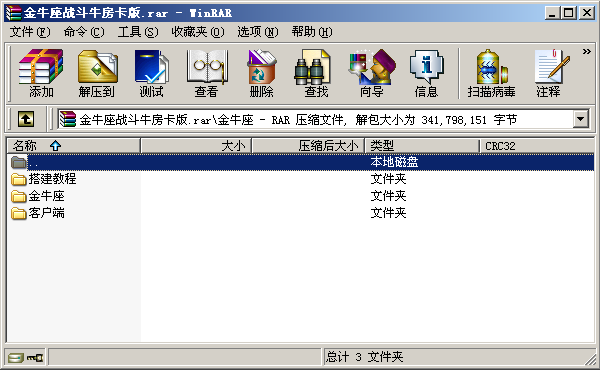 金牛座战斗牛房卡版.rar - WinRAR
文件(F) 命令(C) 工具(S) 收藏夹(O) 选项(N) 帮助(H)
添加 解压到 测试 查看 删除 查找 向导 信息 扫描病毒 注释 »
金牛座战斗牛房卡版.rar\金牛座 - RAR 压缩文件, 解包大小为 341,798,151 字节
名称 大小 压缩后大小 类型 CRC32
.. 本地磁盘
搭建教程 文件夹
金牛座 文件夹
客户端 文件夹
总计 3 文件夹